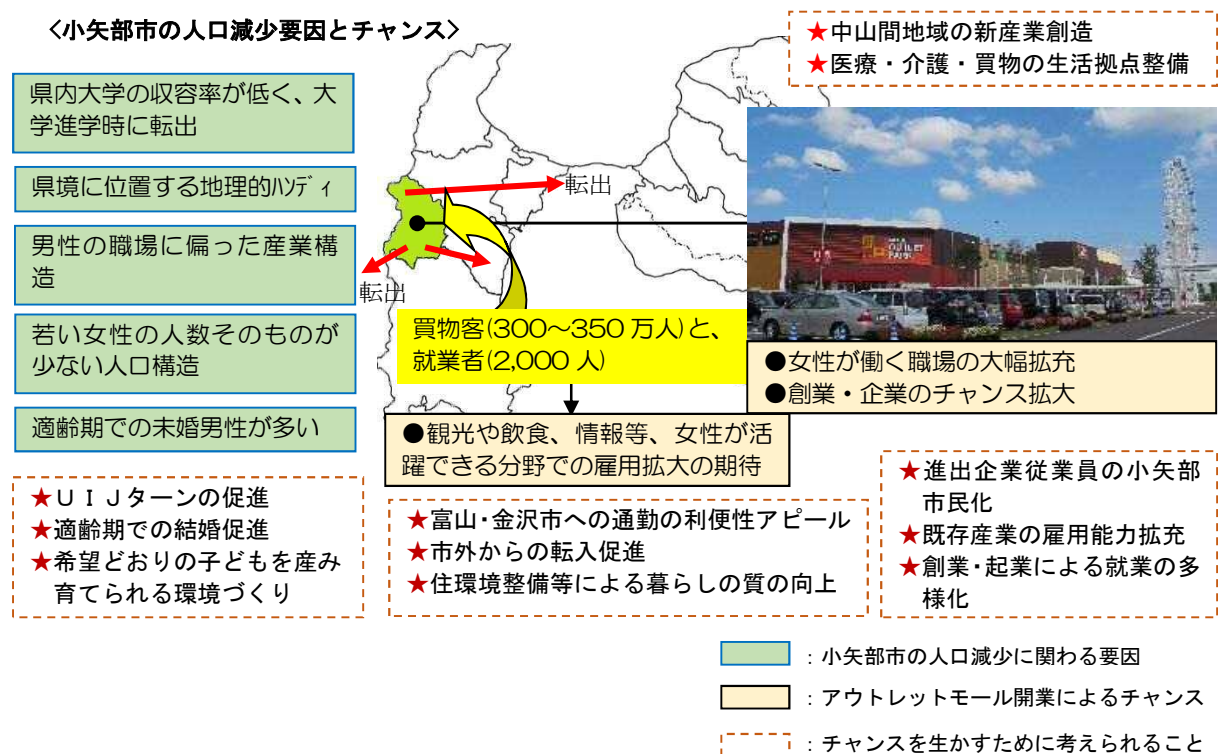 〈小矢部市の人口減少要因とチャンス〉
県内大学の収容率が低く、大
学進学時に転出
県境に位置する地理的ﾊﾝﾃﾞｨ
男性の職場に偏った産業構
造
若い女性の人数そのものが
少ない人口構造
適齢期での未婚男性が多い
★ＵＩＪターンの促進
★適齢期での結婚促進
★希望どおりの子どもを産み
育てられる環境づくり
転出
転出
買物客(300～350 万人)と、
就業者(2,000 人)
●観光や飲食、情報等、女性が活
躍できる分野での雇用拡大の期待
★富山・金沢市への通勤の利便性アピール
★市外からの転入促進
★住環境整備等による暮らしの質の向上
★中山間地域の新産業創造
★医療・介護・買物の生活拠点整備
OUTLET
PARK
●女性が働く職場の大幅拡充
●創業・企業のチャンス拡大
★進出企業従業員の小矢部
市民化
★既存産業の雇用能力拡充
★創業・起業による就業の多
様化
：小矢部市の人口減少に関わる要因
：アウトレットモール開業によるチャンス
：チャンスを生かすために考えられること